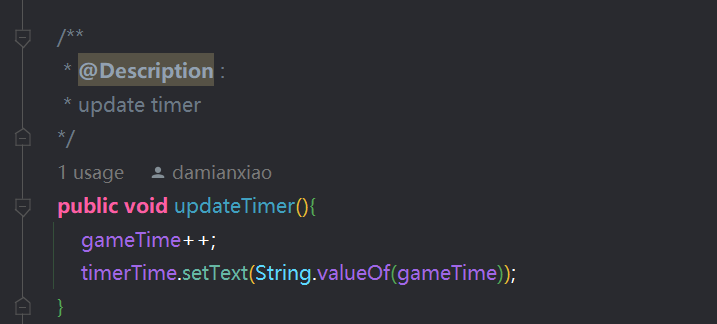 /**
* @Description :
* update timer
*/
1 usage damianxiao
public void updateTimer(){
gameTime++;
timerTime.setText(String.valueOf(gameTime));
}